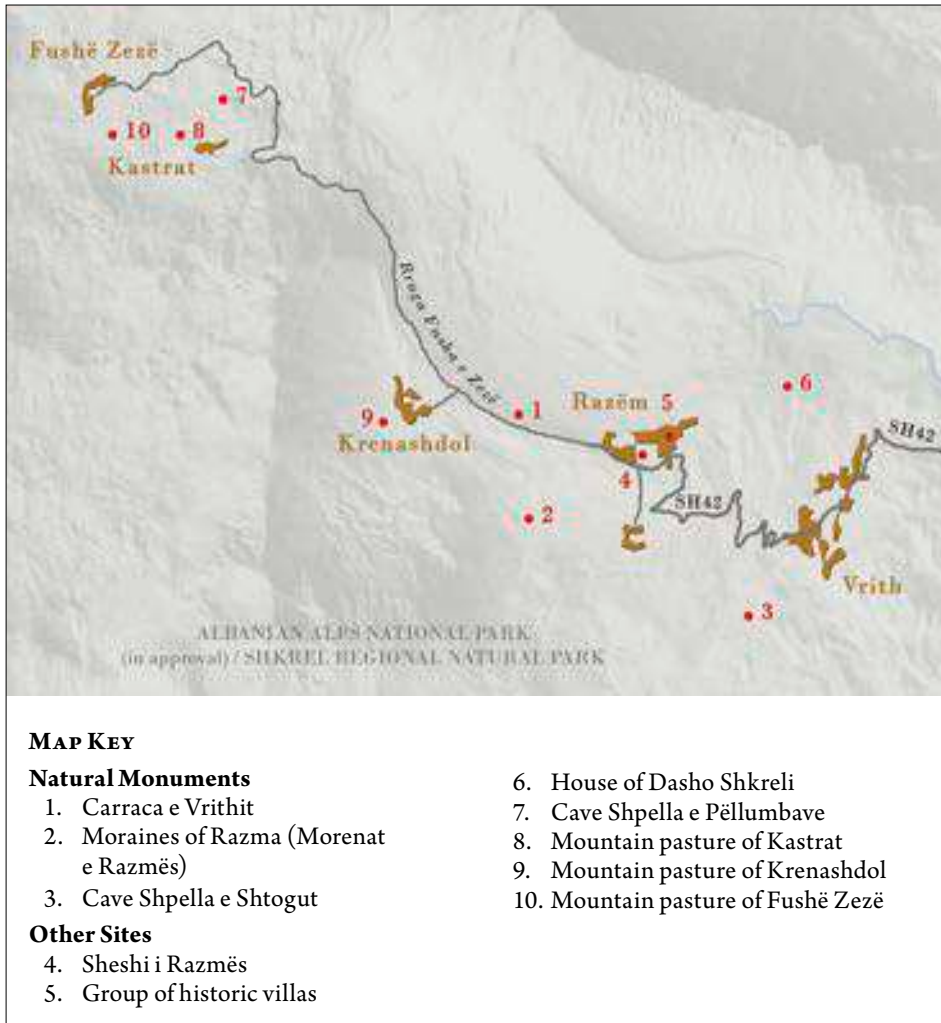 Fushë Zezë
7
10
8
Kastrat
Rroga Fusha e Zezë
6
9
1
Razëm 5
Krenashdol
SH42
4
SH42
2
Vrith
3
ALBANIAN ALPS NATIONAL PARK
(in approval) / SHKREL REGIONAL NATURAL PARK
MAP KEY
Natural Monuments
1. Carraca e Vrithit
2. Moraines of Razma (Morenat
e Razmës)
3. Cave Shpella e Shtogut
Other Sites
4. Sheshi i Razmës
5. Group of historic villas
6. House of Dasho Shkreli
7. Cave Shpella e Pëllumbave
8. Mountain pasture of Kastrat
9. Mountain pasture of Krenashdol
10. Mountain pasture of Fushë Zezë